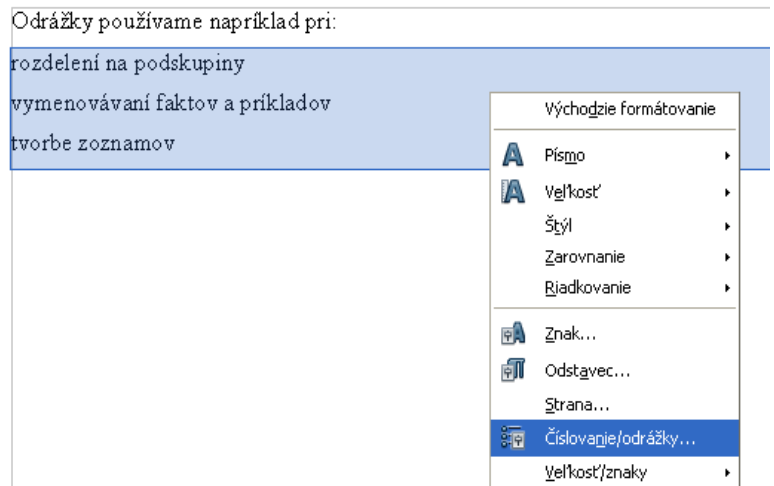 Odrážky používame napríklad pri:
rozdelení na podskupiny
vymenovávaní faktov a príkladov
tvorbe zoznamov
Východzie formátovanie
Písmo
Veľkosť
Štýl
Zarovnanie
Riadkovanie
Znak...
Odstavec...
Strana...
Číslovanie/odrážky...
Veľkosť/znaky